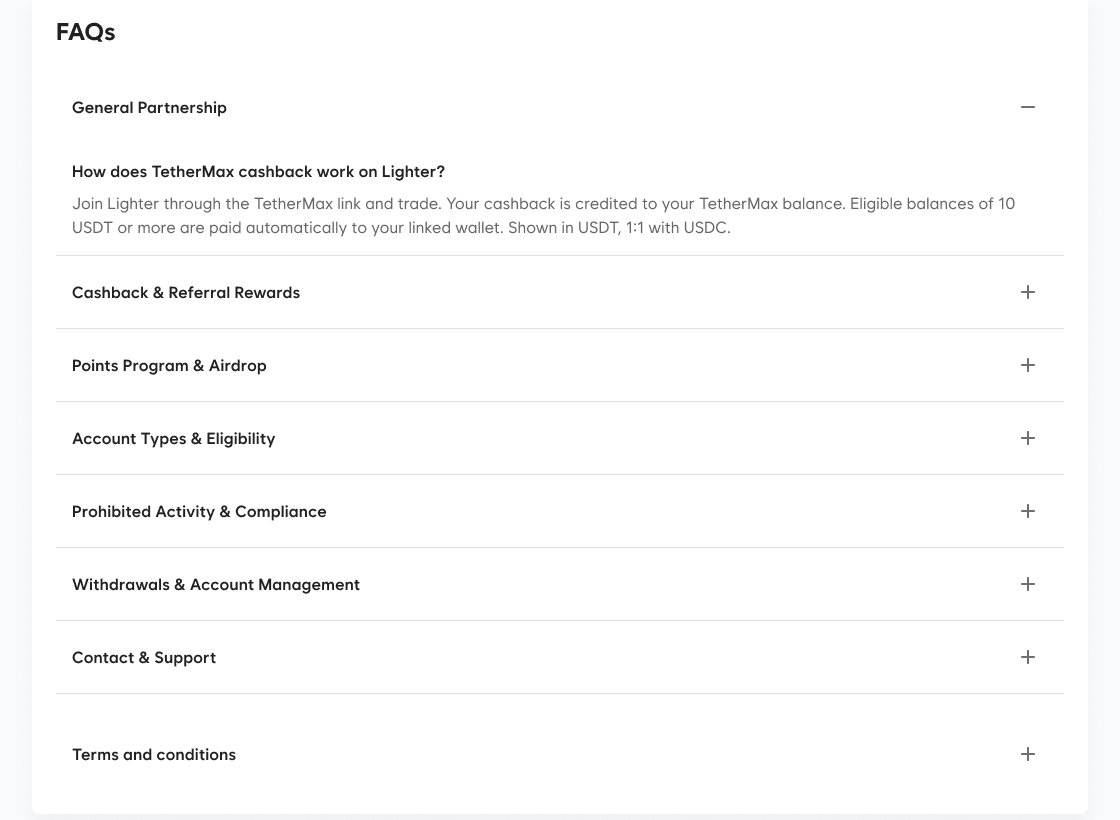 FAQs
General Partnership
How does TetherMax cashback work on Lighter?
Join Lighter through the TetherMax link and trade. Your cashback is credited to your TetherMax balance. Eligible balances of 10
USDT or more are paid automatically to your linked wallet. Shown in USDT, 1:1 with USDC.
Cashback & Referral Rewards
Points Program & Airdrop
Account Types & Eligibility
Prohibited Activity & Compliance
Withdrawals & Account Management
Contact & Support
Terms and conditions